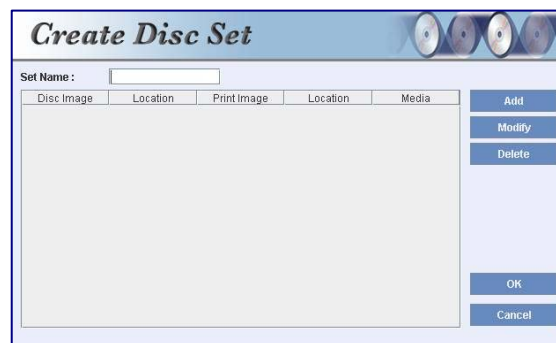 Create Disc Set
Set Name :
Disc Image Location Print Image Location Media
Add
Modify
Delete
OK
Cancel